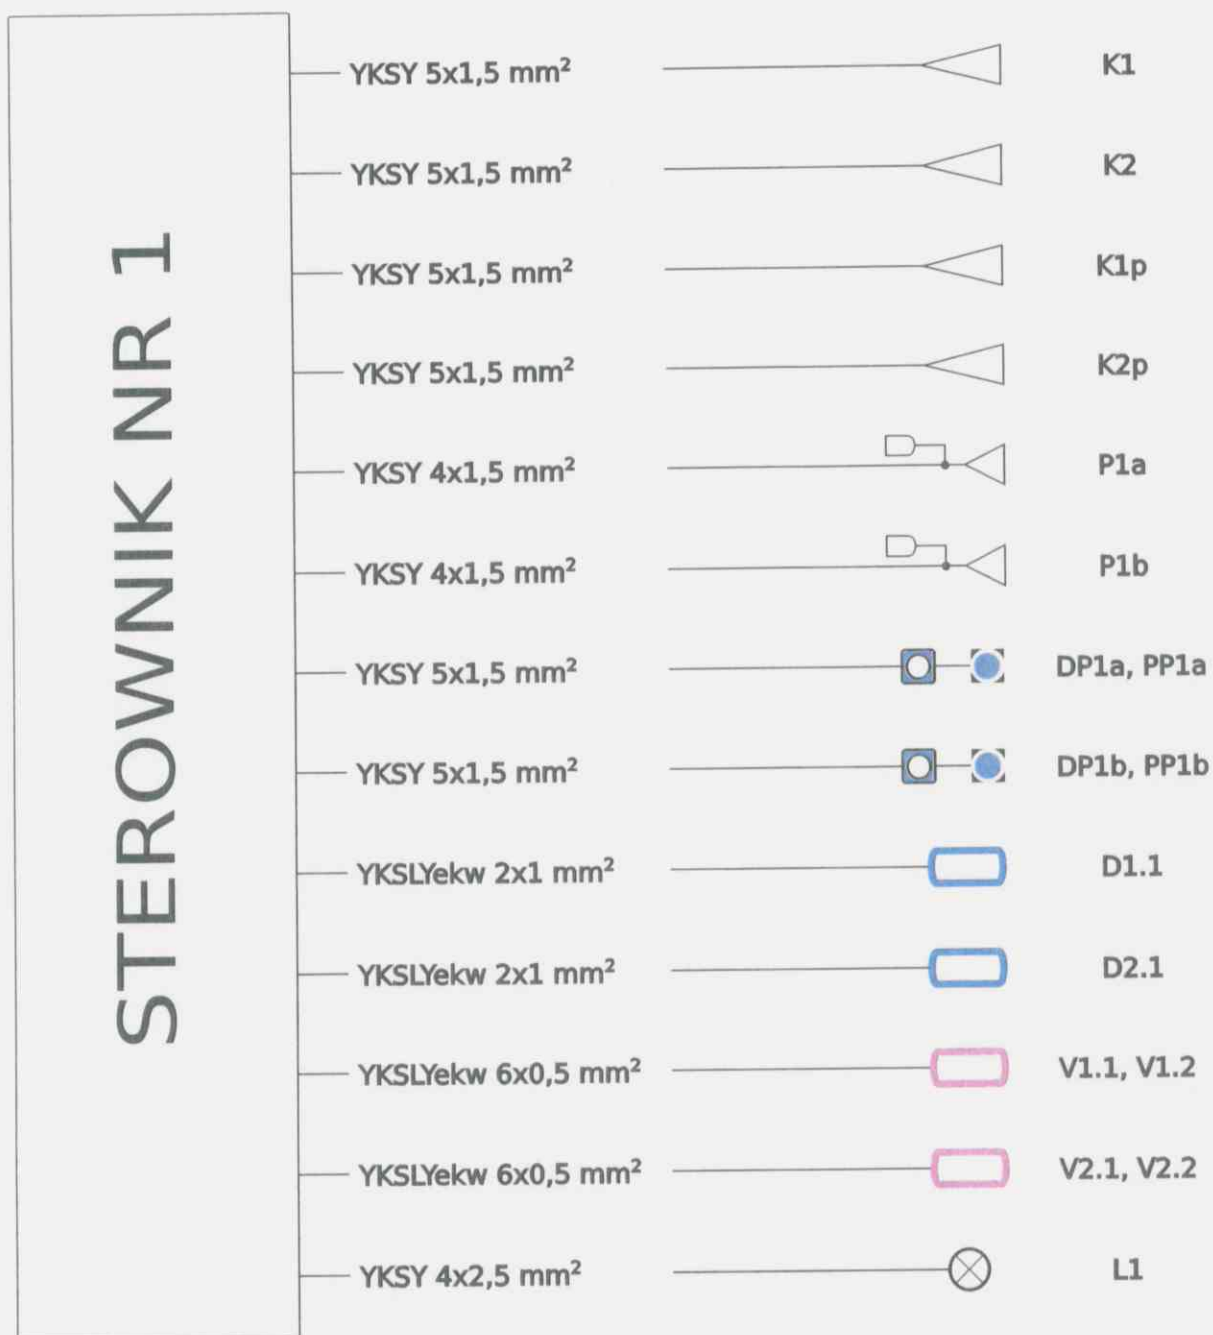 STEROWNIK NR 1
YKSY 5x1,5 mm² K1
YKSY 5x1,5 mm² K2
YKSY 5x1,5 mm² K1p
YKSY 5x1,5 mm² K2p
YKSY 4x1,5 mm² P1a
YKSY 4x1,5 mm² P1b
YKSY 5x1,5 mm² DP1a, PP1a
YKSY 5x1,5 mm² DP1b, PP1b
YKSLYekw 2x1 mm² D1.1
YKSLYekw 2x1 mm² D2.1
YKSLYekw 6x0,5 mm² V1.1, V1.2
YKSLYekw 6x0,5 mm² V2.1, V2.2
YKSY 4x2,5 mm² L1